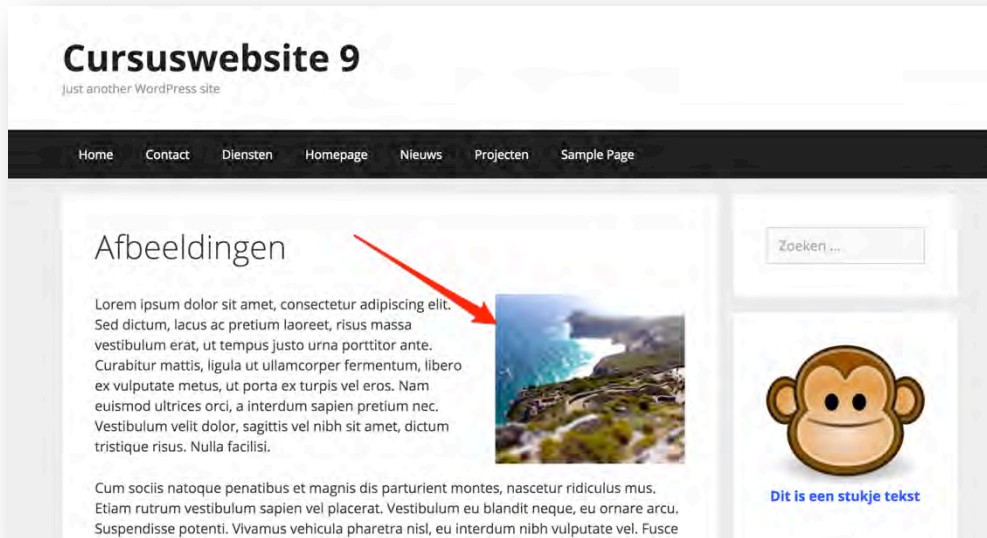 Cursuswebsite 9
Just another WordPress site
Home Contact Diensten Homepage Nieuws Projecten Sample Page
Afbeeldingen
Lorem ipsum dolor sit amet, consectetur adipiscing elit.
Sed dictum, lacus ac pretium laoreet, risus massa
vestibulum erat, ut tempus justo urna porttitor ante.
Curabitur mattis, ligula ut ullamcorper fermentum, libero
ex vulputate metus, ut porta ex turpis vel eros. Nam
euismod ultrices orci, a interdum sapien pretium nec.
Vestibulum velit dolor, sagittis vel nibh sit amet, dictum
tristique risus. Nulla facilisi.
Cum sociis natoque penatibus et magnis dis parturient montes, nascetur ridiculus mus.
Etiam rutrum vestibulum sapien vel placerat. Vestibulum eu blandit neque, eu ornare arcu.
Suspendisse potenti. Vivamus vehicula pharetra nisl, eu interdum nibh vulputate vel. Fusce
Zoeken ...
Dit is een stukje tekst